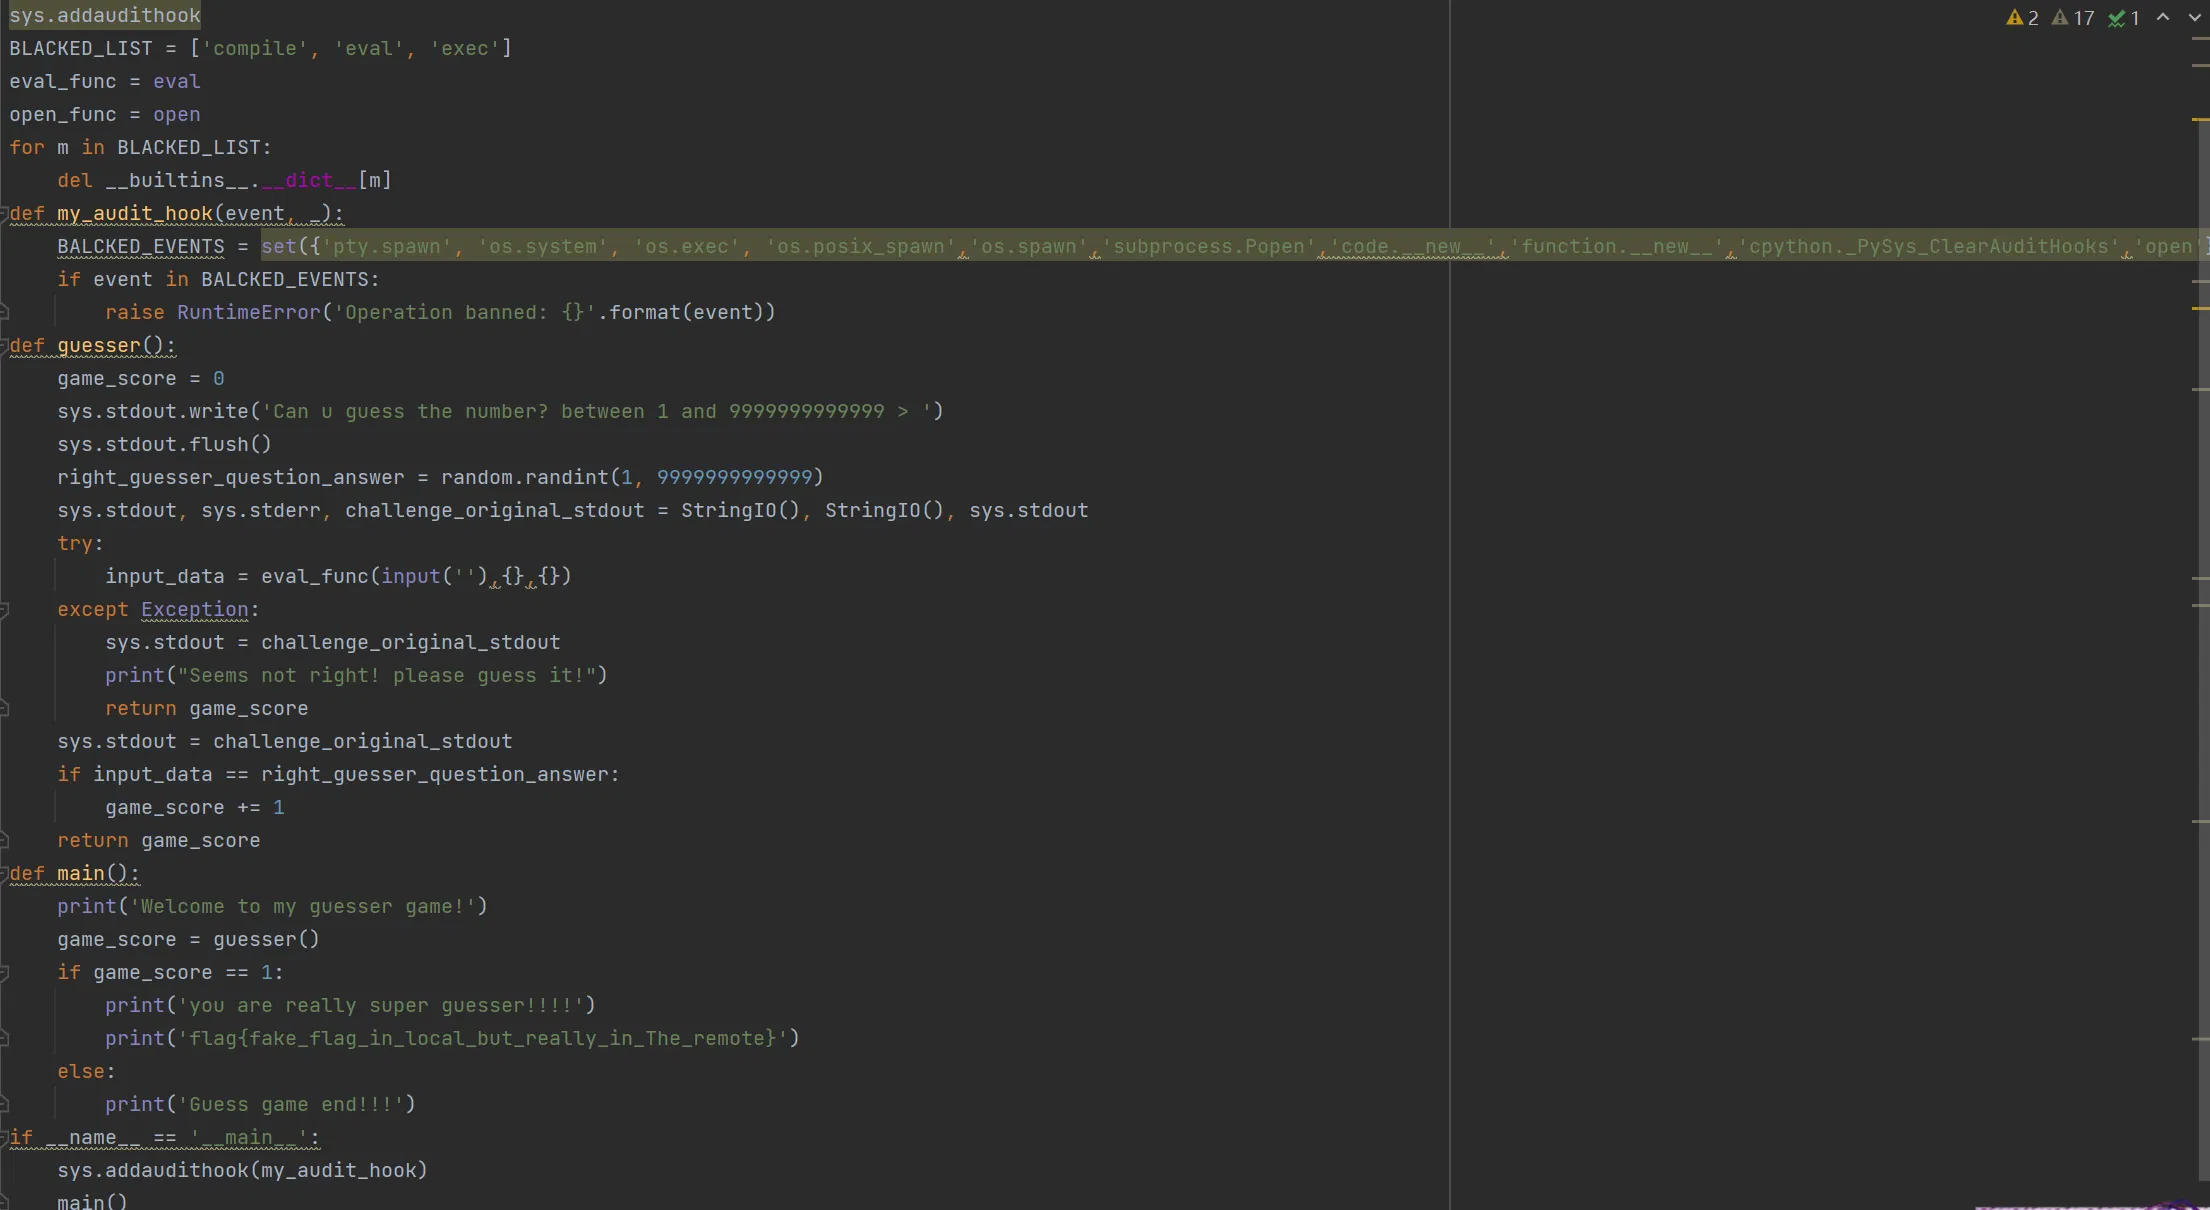 sys.addaudithook
⚠2 ⚠17 ✓1
BLACKED_LIST = ['compile', 'eval', 'exec']
eval_func = eval
open_func = open
for m in BLACKED_LIST:
    del __builtins__.__dict__[m]
def my_audit_hook(event, _):
    BALCKED_EVENTS = set({'pty.spawn', 'os.system', 'os.exec', 'os.posix_spawn','os.spawn','subprocess.Popen','code.__new__','function.__new__','cpython._PySys_ClearAuditHooks','open'}
    if event in BALCKED_EVENTS:
        raise RuntimeError('Operation banned: {}'.format(event))
def guesser():
    game_score = 0
    sys.stdout.write('Can u guess the number? between 1 and 9999999999999 > ')
    sys.stdout.flush()
    right_guesser_question_answer = random.randint(1, 9999999999999)
    sys.stdout, sys.stderr, challenge_original_stdout = StringIO(), StringIO(), sys.stdout
    try:
        input_data = eval_func(input(''),{},{})
    except Exception:
        sys.stdout = challenge_original_stdout
        print("Seems not right! please guess it!")
        return game_score
    sys.stdout = challenge_original_stdout
    if input_data == right_guesser_question_answer:
        game_score += 1
    return game_score
def main():
    print('Welcome to my guesser game!')
    game_score = guesser()
    if game_score == 1:
        print('you are really super guesser!!!!')
        print('flag{fake_flag_in_local_but_really_in_The_remote}')
    else:
        print('Guess game end!!!')
if __name__ == '__main__':
    sys.addaudithook(my_audit_hook)
    main()